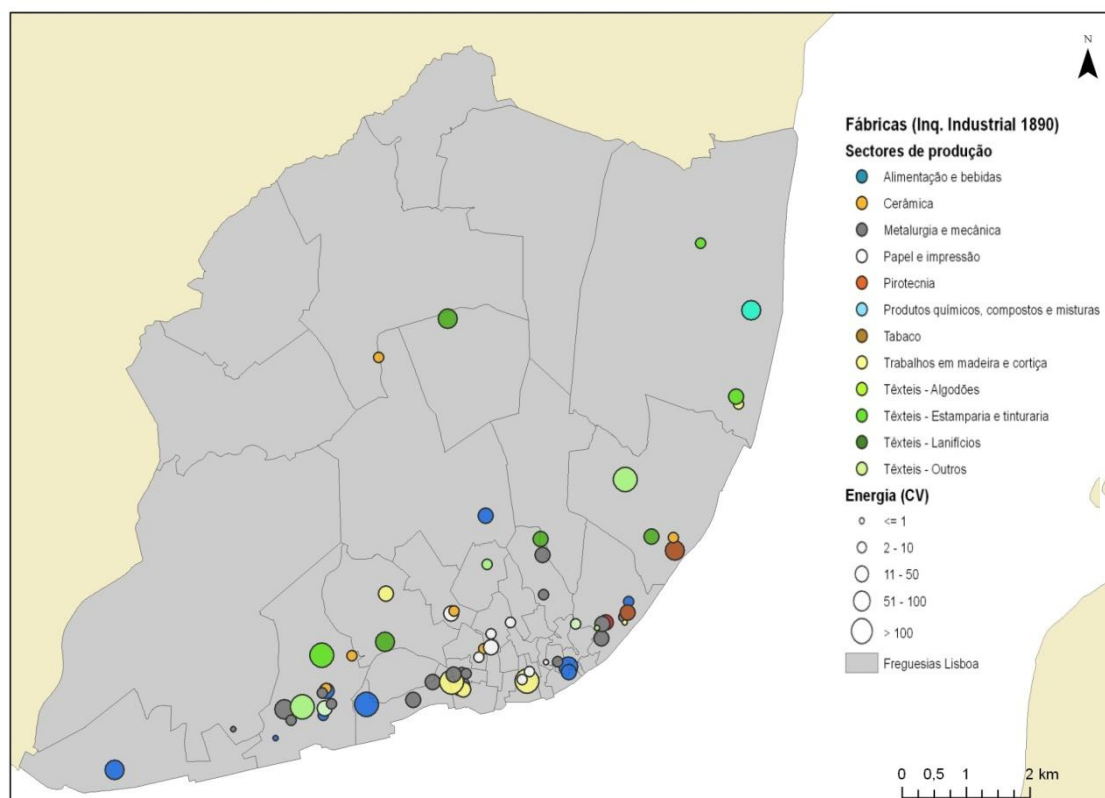 N
Fábricas (Inq. Industrial 1890)
Sectores de produção
Alimentação e bebidas
Cerâmica
Metalurgia e mecânica
Papel e impressão
Pirotecnia
Produtos químicos, compostos e misturas
Tabaco
Trabalhos em madeira e cortiça
Têxteis - Algodões
Têxteis - Estamparia e tinturaria
Têxteis - Lanifícios
Têxteis - Outros
Energia (CV)
<= 1
2 - 10
11 - 50
51 - 100
> 100
Freguesias Lisboa
0 0,5 1 2 km